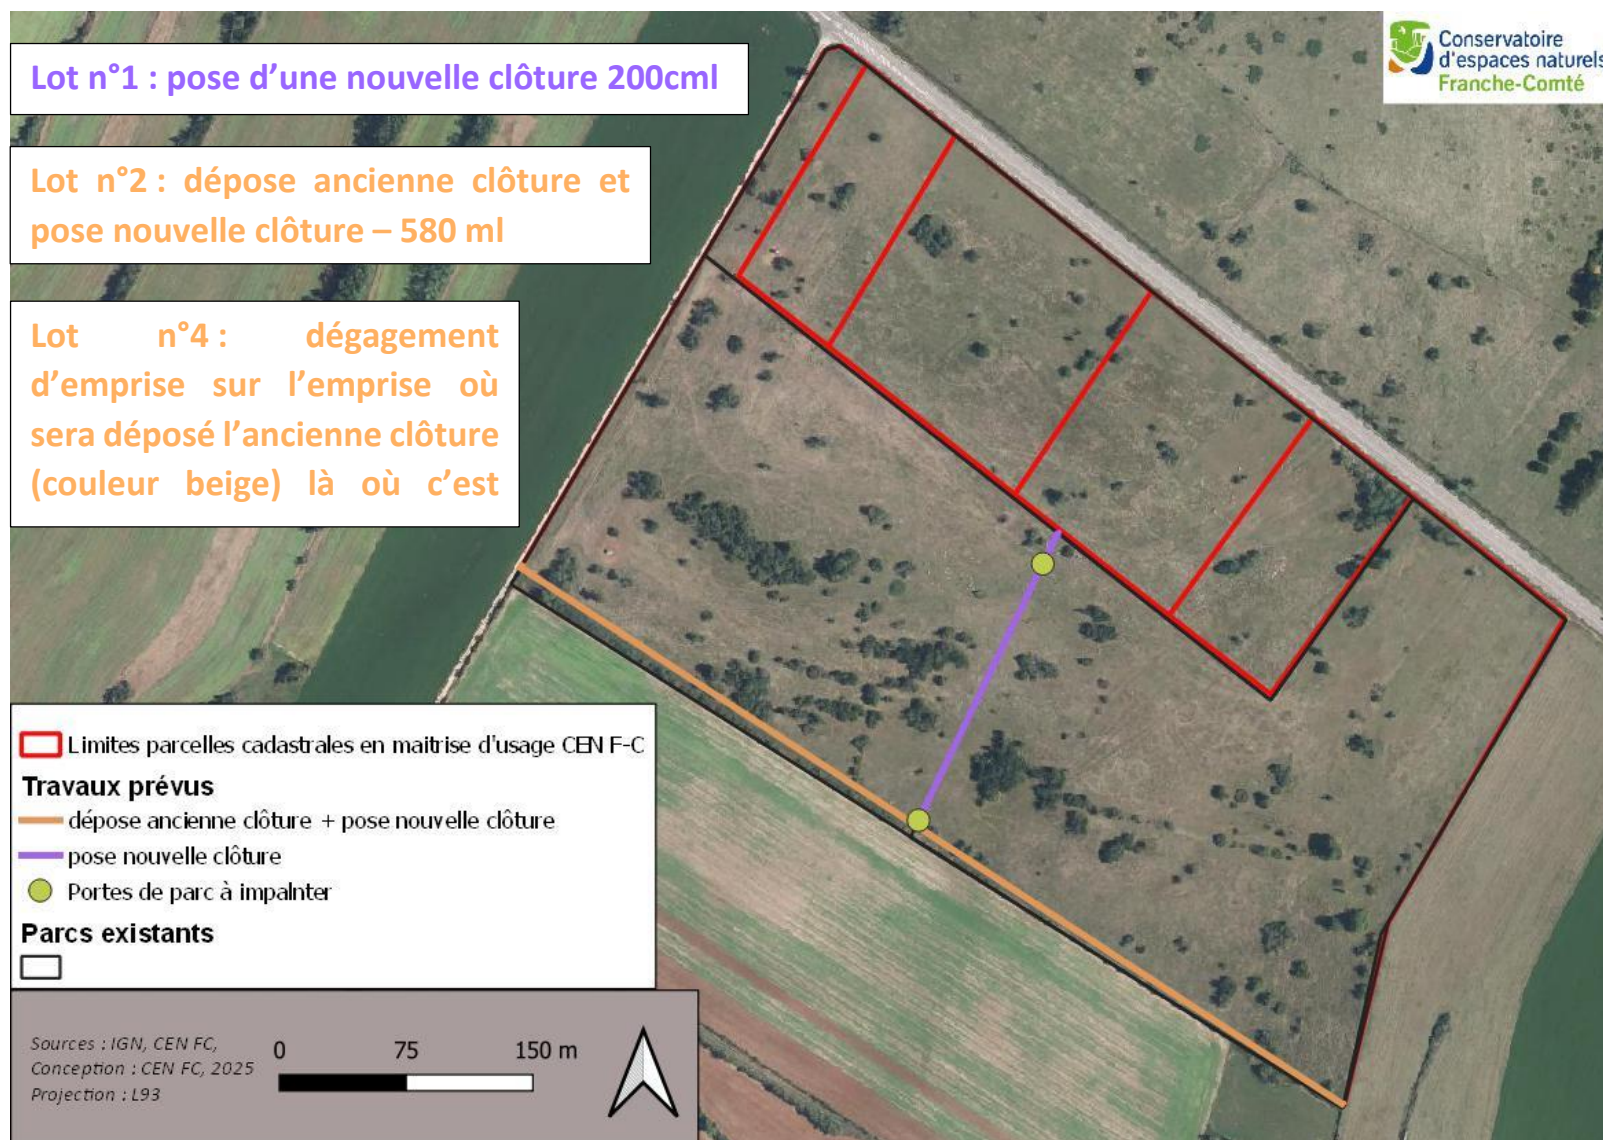 Lot n°1 : pose d’une nouvelle clôture 200cml
Lot n°2 : dépose ancienne clôture et
pose nouvelle clôture – 580 ml
Lot n°4 : dégagement
d’emprise sur l’emprise où
sera déposé l’ancienne clôture
(couleur beige) là où c’est
Conservatoire
d'espaces naturels
Franche-Comté
Limites parcelles cadastrales en maitrise d'usage CEN F-C
Travaux prévus
dépose ancienne clôture + pose nouvelle clôture
pose nouvelle clôture
Portes de parc à impalnter
Parcs existants
Sources : IGN, CEN FC,
Conception : CEN FC, 2025
Projection : L93
0 75 150 m